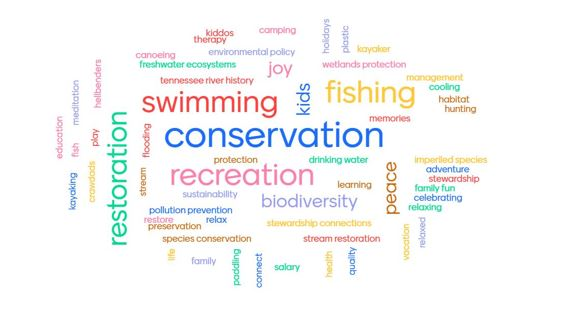 kiddos
therapy
camping
holidays
plastic
kayaker
canoeing
environmental policy
freshwater ecosystems
joy
wetlands protection
tennessee river history
management
cooling
hellbenders
meditation
swimming
kids
fishing
habitat
hunting
memories
education
fish
play
flooding
restoration
conservation
protection
drinking water
imperiled species
adventure
stewardship
family fun
celebrating
relaxing
kayaking
crawdads
stream
recreation
learning
peace
sustainability
biodiversity
pollution prevention
restore
relax
preservation
stewardship connections
species conservation
stream restoration
vacation
relaxed
life
family
paddling
connect
salary
health
quality